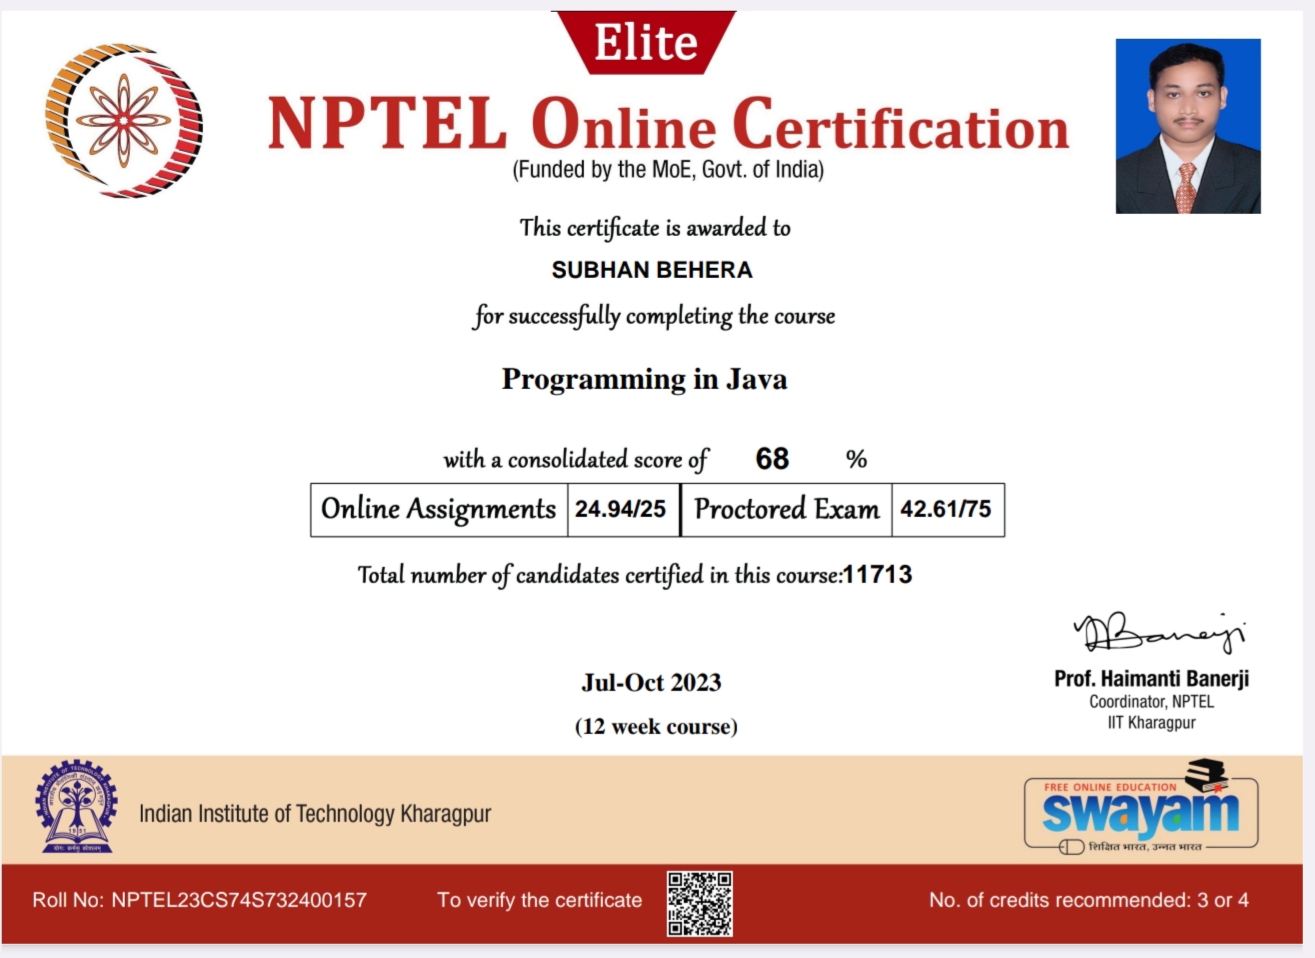 Elite
NPTEL Online Certification
(Funded by the MoE, Govt. of India)
This certificate is awarded to
SUBHAN BEHERA
for successfully completing the course
Programming in Java
with a consolidated score of 68 %
Online Assignments 24.94/25 Proctored Exam 42.61/75
Total number of candidates certified in this course:11713
Jul-Oct 2023
(12 week course)
Prof. Haimanti Banerji
Coordinator, NPTEL
IIT Kharagpur
1951
Indian Institute of Technology Kharagpur
FREE ONLINE EDUCATION
swayam
शिक्षित भारत, उन्नत भारत
Roll No: NPTEL23CS74S732400157 To verify the certificate No. of credits recommended: 3 or 4